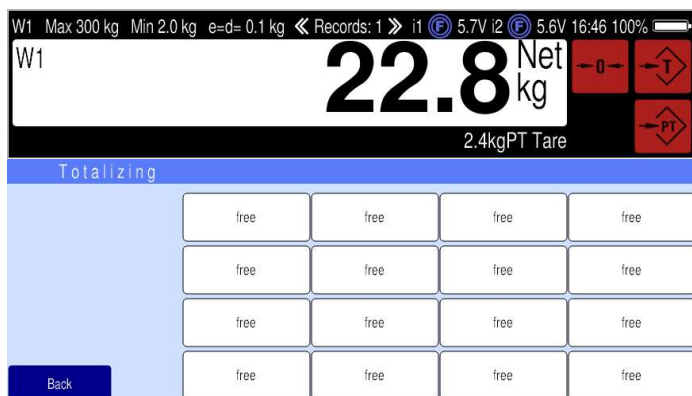 W1 Max 300 kg Min 2.0 kg e=d= 0.1 kg ≪ Records: 1 ≫ i1 F 5.7V i2 F 5.6V 16:46 100%
W1 22.8 Net kg
→0← →T
→PT
2.4kgPT Tare
Totalizing
free free free free
free free free free
free free free free
free free free free
Back